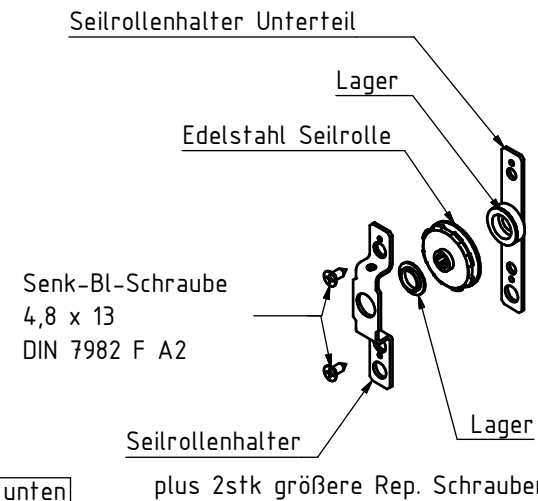 Seilrollenhalter Unterteil
Lager
Edelstahl Seilrolle
Senk-Bl-Schraube
4,8 x 13
DIN 7982 F A2
Lager
Seilrollenhalter
unten
plus 2stk größere Rep. Schrauben